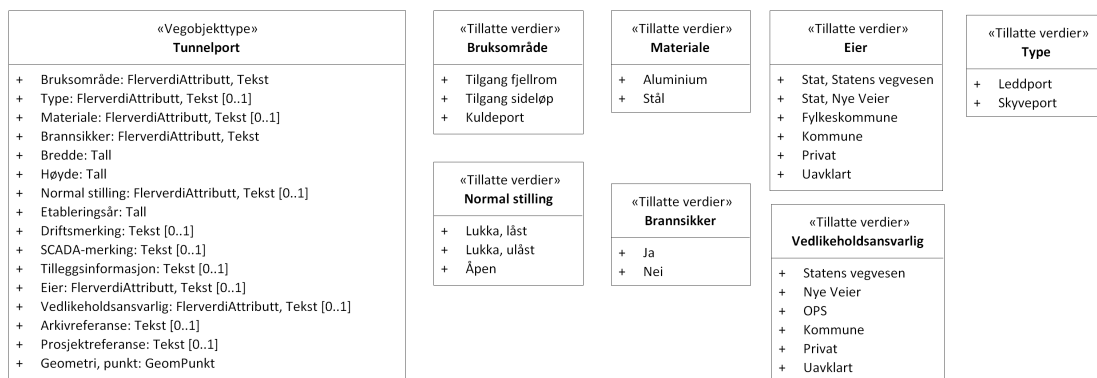 «Vegobjekttype»
Tunnelport
+ Bruksområde: FlerverdiAttributt, Tekst
+ Type: FlerverdiAttributt, Tekst [0..1]
+ Materiale: FlerverdiAttributt, Tekst [0..1]
+ Brannsikker: FlerverdiAttributt, Tekst
+ Bredde: Tall
+ Høyde: Tall
+ Normal stilling: FlerverdiAttributt, Tekst [0..1]
+ Etableringsår: Tall
+ Driftsmerking: Tekst [0..1]
+ SCADA-merking: Tekst [0..1]
+ Tilleggsinformasjon: Tekst [0..1]
+ Eier: FlerverdiAttributt, Tekst [0..1]
+ Vedlikeholdsansvarlig: FlerverdiAttributt, Tekst [0..1]
+ Arkivreferanse: Tekst [0..1]
+ Prosjektreferanse: Tekst [0..1]
+ Geometri, punkt: GeomPunkt
«Tillatte verdier»
Bruksområde
+ Tilgang fjellrom
+ Tilgang sideløp
+ Kuldeport
«Tillatte verdier»
Normal stilling
+ Lukka, låst
+ Lukka, ulåst
+ Åpen
«Tillatte verdier»
Materiale
+ Aluminium
+ Stål
«Tillatte verdier»
Brannsikker
+ Ja
+ Nei
«Tillatte verdier»
Eier
+ Stat, Statens vegvesen
+ Stat, Nye Veier
+ Fylkeskommune
+ Kommune
+ Privat
+ Uavklart
«Tillatte verdier»
Vedlikeholdsansvarlig
+ Statens vegvesen
+ Nye Veier
+ OPS
+ Kommune
+ Privat
+ Uavklart
«Tillatte verdier»
Type
+ Leddport
+ Skyveport